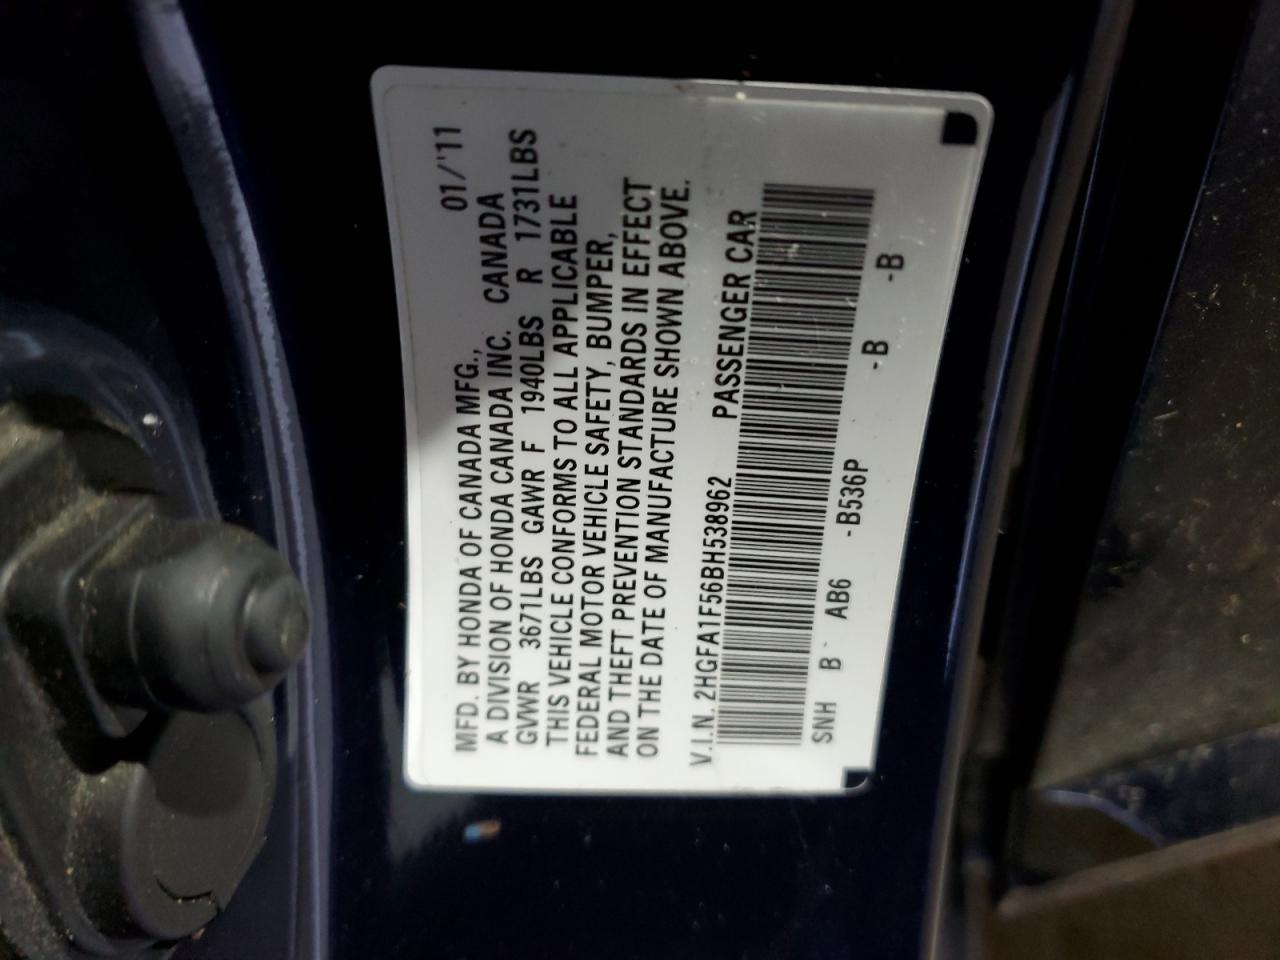 MFD. BY HONDA OF CANADA MFG., 01/'11
A DIVISION OF HONDA CANADA INC. CANADA
GVWR 3671LBS GAWR F 1940LBS R 1731LBS
THIS VEHICLE CONFORMS TO ALL APPLICABLE
FEDERAL MOTOR VEHICLE SAFETY, BUMPER,
AND THEFT PREVENTION STANDARDS IN EFFECT
ON THE DATE OF MANUFACTURE SHOWN ABOVE.
V.I.N. 2HGFA1F56BH538962 PASSENGER CAR
SNH B AB6 -B536P -B -B